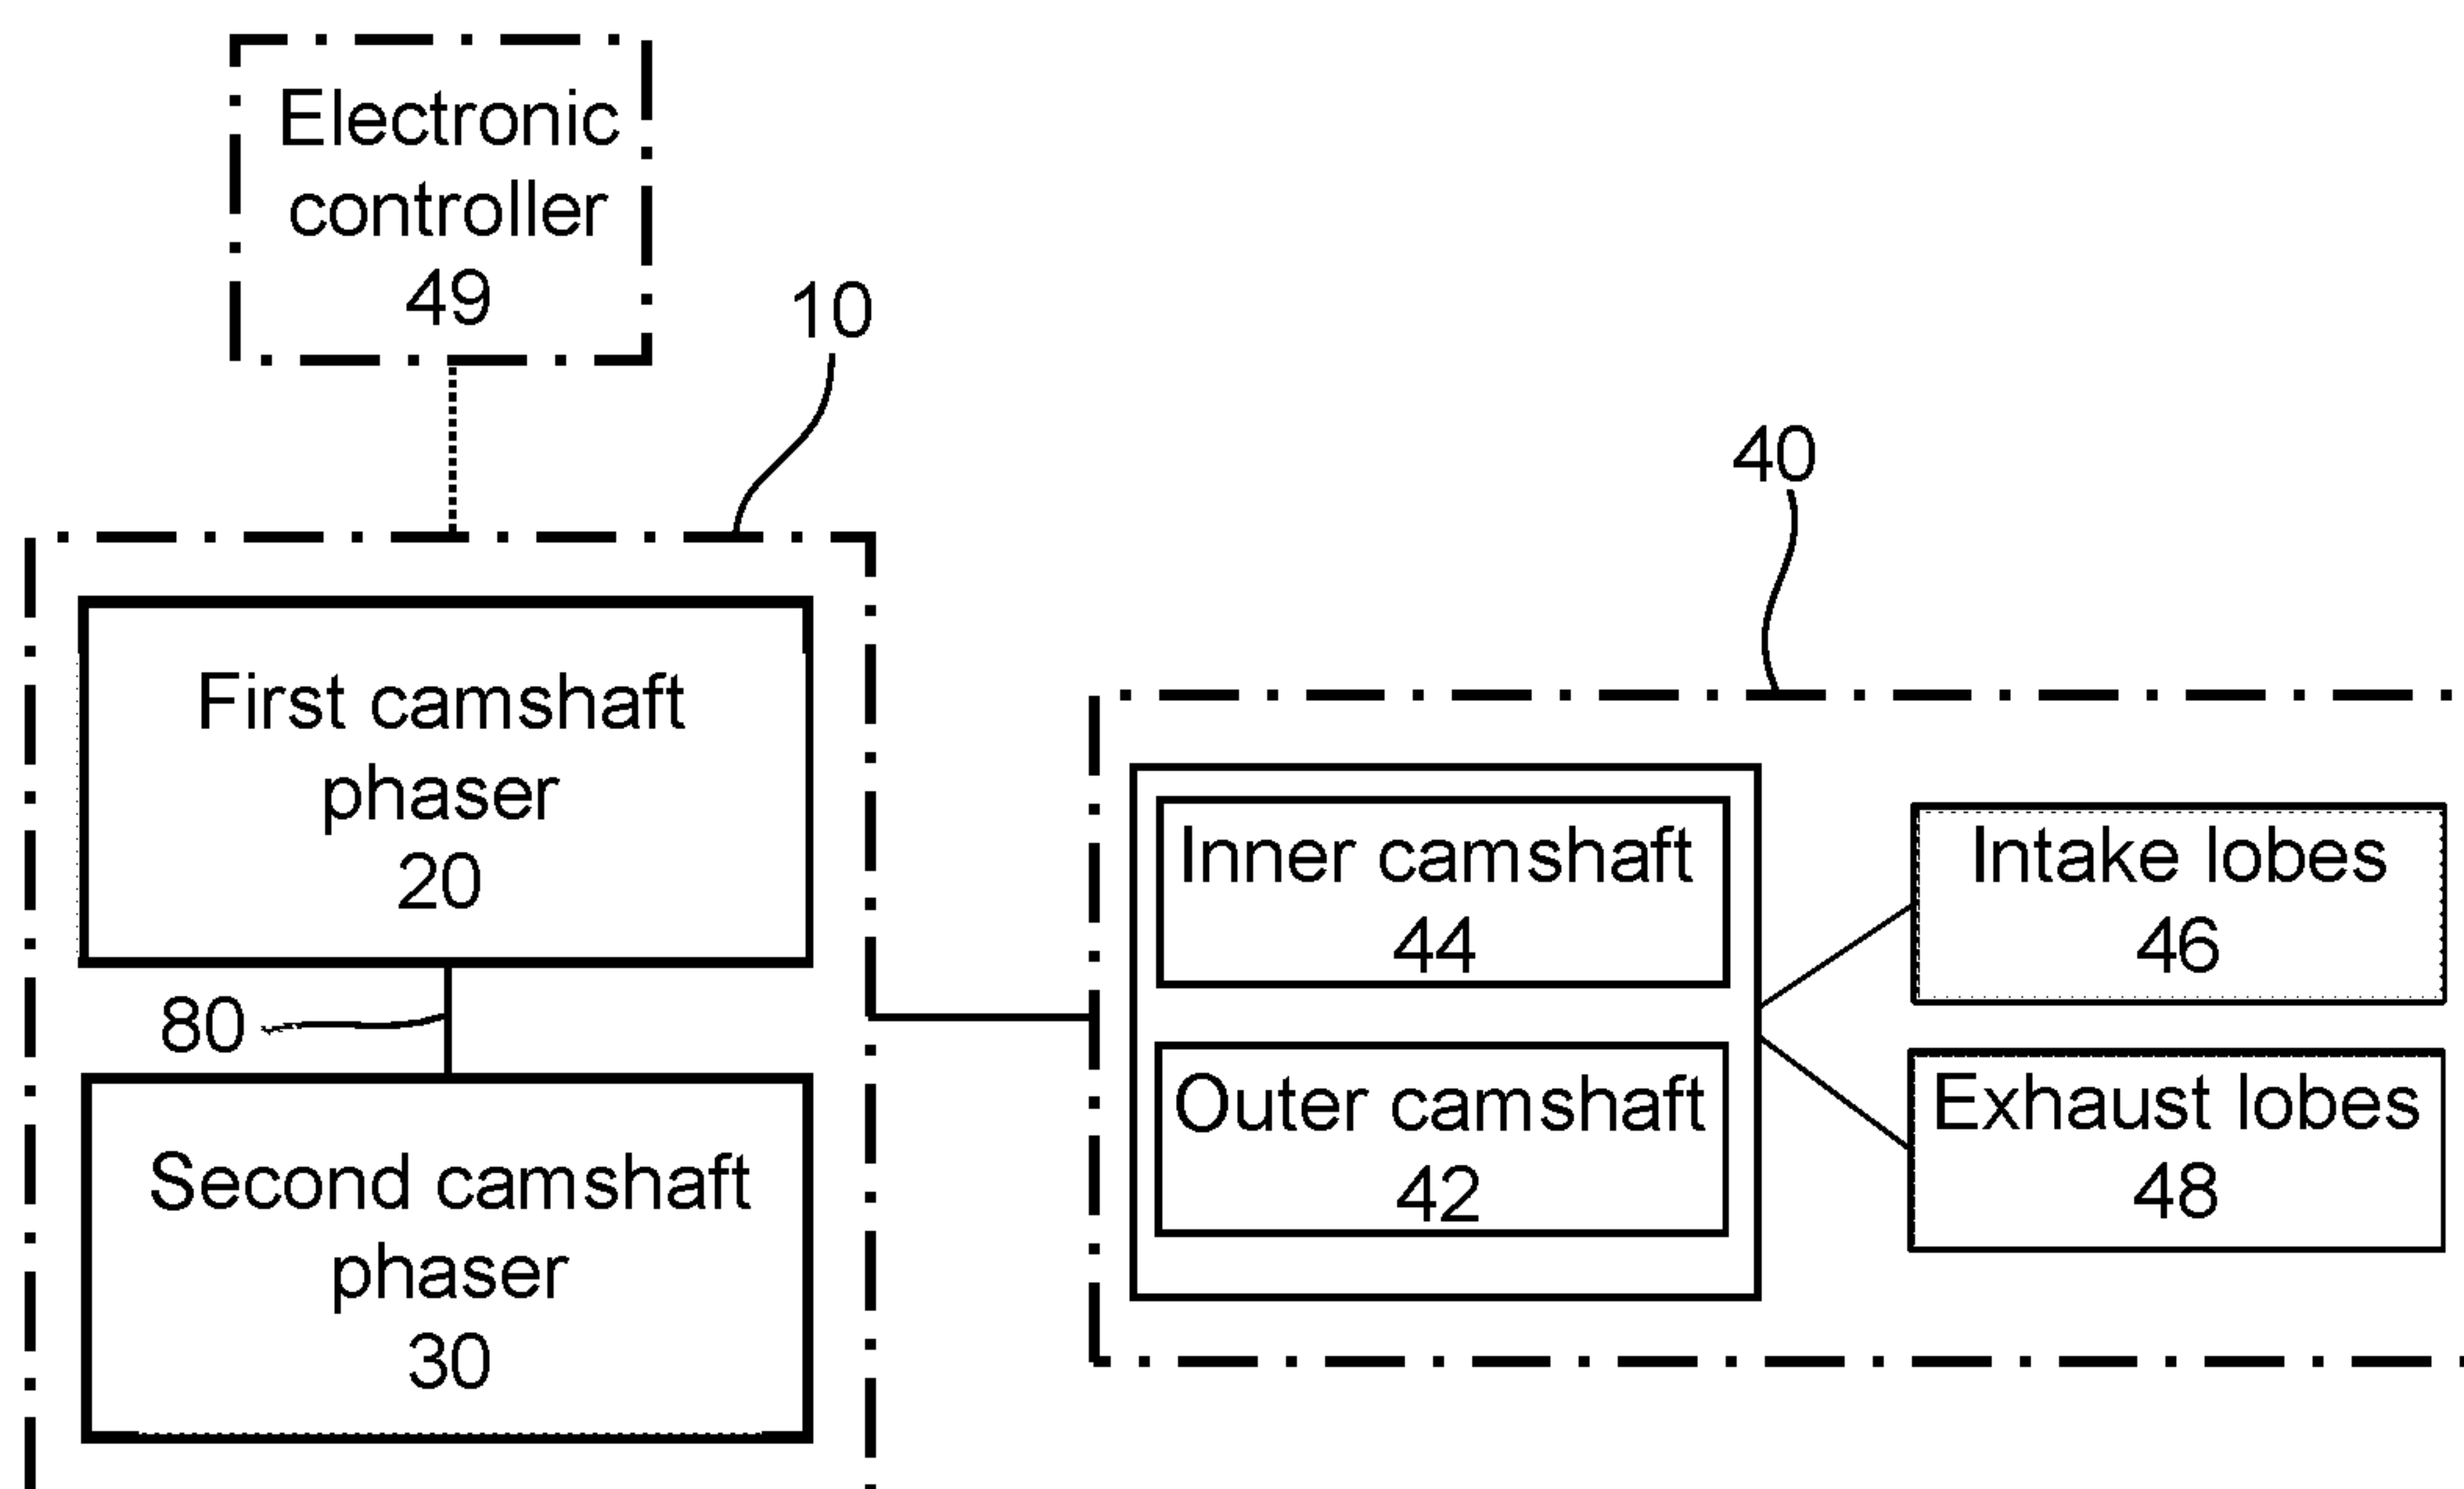 Electronic
controller
49
10
40
First camshaft
phaser
20
80
Second camshaft
phaser
30
Inner camshaft
44
Outer camshaft
42
Intake lobes
46
Exhaust lobes
48